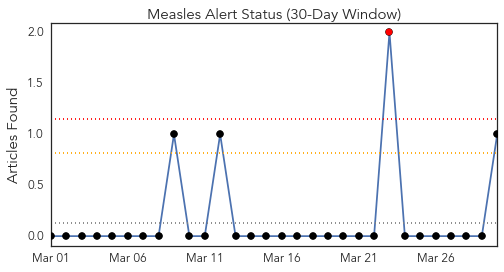 Measles Alert Status (30-Day Window)
Articles Found
2.0
1.5
1.0
0.5
0.0
Mar 01 Mar 06 Mar 11 Mar 16 Mar 21 Mar 26